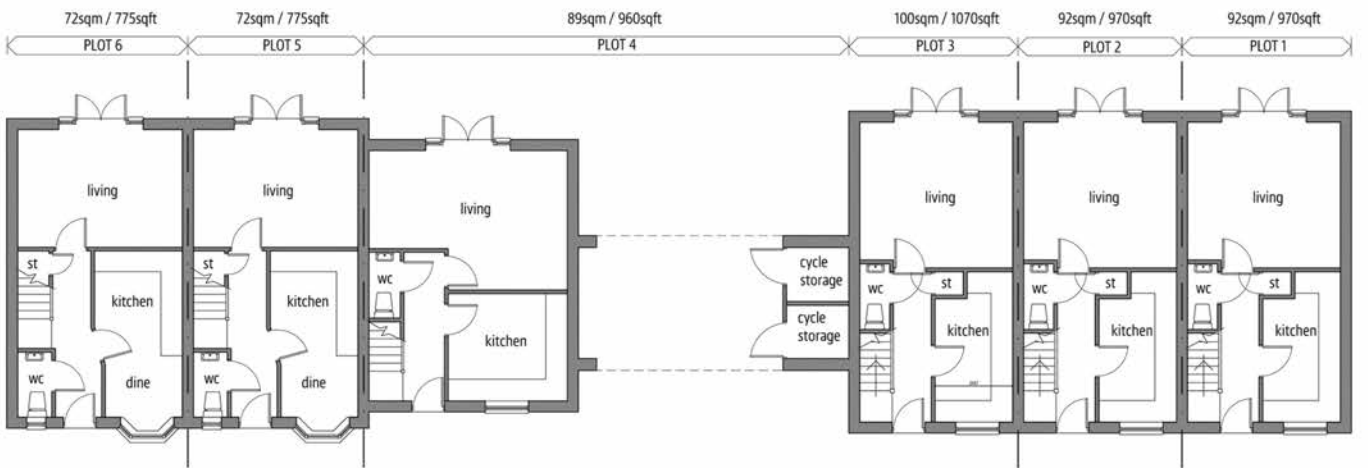 72sqm / 775sqft
72sqm / 775sqft
89sqm / 960sqft
100sqm / 1070sqft
92sqm / 970sqft
92sqm / 970sqft
PLOT 6
PLOT 5
PLOT 4
PLOT 3
PLOT 2
PLOT 1
living
living
living
living
living
living
st
st
wc
cycle
storage
wc
st
wc
st
wc
st
kitchen
kitchen
cycle
storage
kitchen
kitchen
kitchen
kitchen
wc
dine
wc
dine